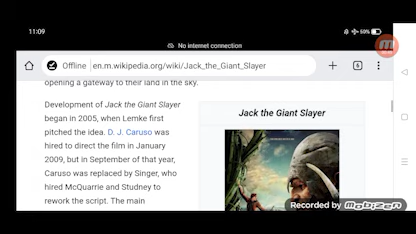 11:09
59%
No internet connection
Offline en.m.wikipedia.org/wiki/Jack_the_Giant_Slayer
6
opening a gateway to their land in the sky.
Development of Jack the Giant Slayer
began in 2005, when Lemke first
pitched the idea. D. J. Caruso was
hired to direct the film in January
2009, but in September of that year,
Caruso was replaced by Singer, who
hired McQuarrie and Studney to
rework the script. The main
Jack the Giant Slayer
Recorded by Mobizen